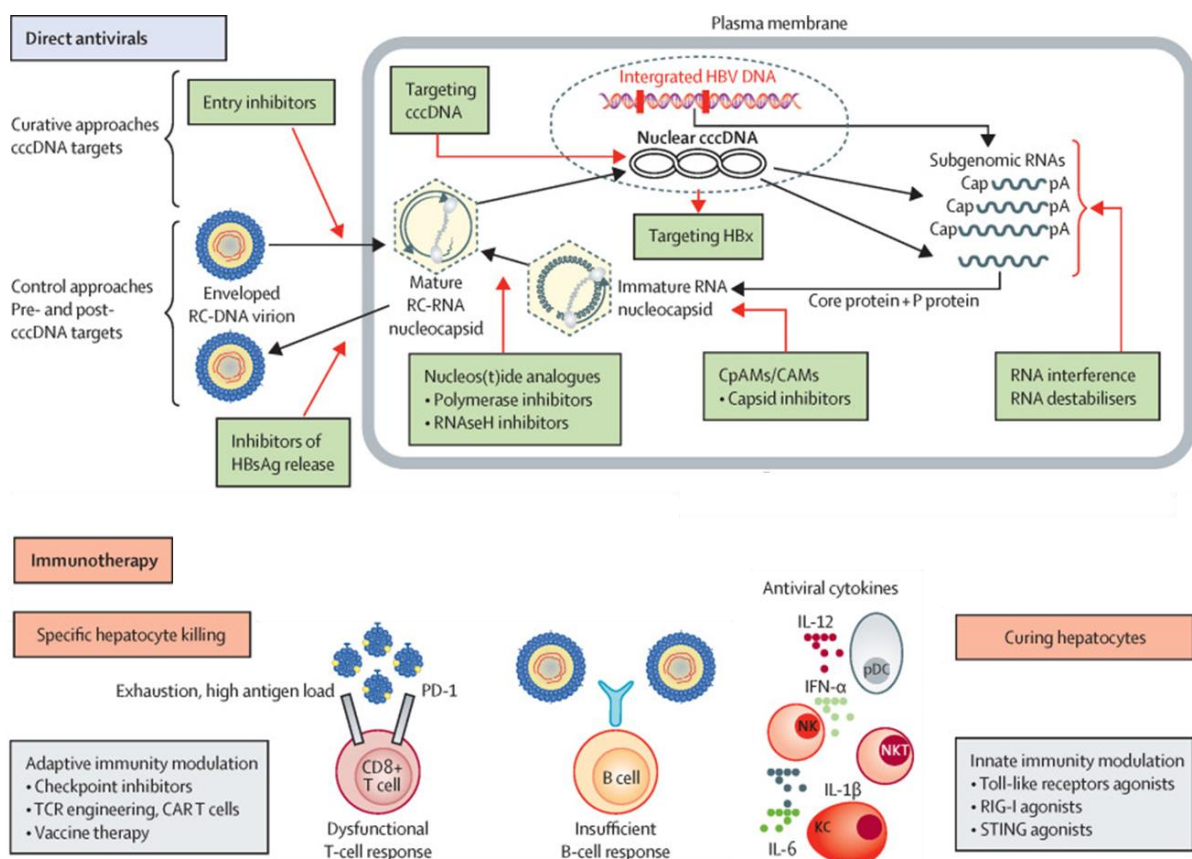 Direct antivirals
Plasma membrane
Curative approaches
cccDNA targets
Entry inhibitors
Targeting
cccDNA
Intergrated HBV DNA
Nuclear cccDNA
Targeting HBx
Subgenomic RNAs
Cap pA
Cap pA
Cap pA
Control approaches
Pre- and post-
cccDNA targets
Enveloped
RC-DNA virion
Mature
RC-RNA
nucleocapsid
Immature RNA
nucleocapsid
Core protein + P protein
Inhibitors of
HBsAg release
Nucleos(t)ide analogues
• Polymerase inhibitors
• RNAseH inhibitors
CpAMs/CAMs
• Capsid inhibitors
RNA interference
RNA destabilisers
Immunotherapy
Specific hepatocyte killing
Exhaustion, high antigen load
PD-1
CD8+
T cell
Dysfunctional
T-cell response
B cell
Insufficient
B-cell response
Adaptive immunity modulation
• Checkpoint inhibitors
• TCR engineering, CAR T cells
• Vaccine therapy
Antiviral cytokines
IL-12
pDC
IFN-α
NK
NKT
IL-1β
KC
IL-6
Curing hepatocytes
Innate immunity modulation
• Toll-like receptors agonists
• RIG-I agonists
• STING agonists